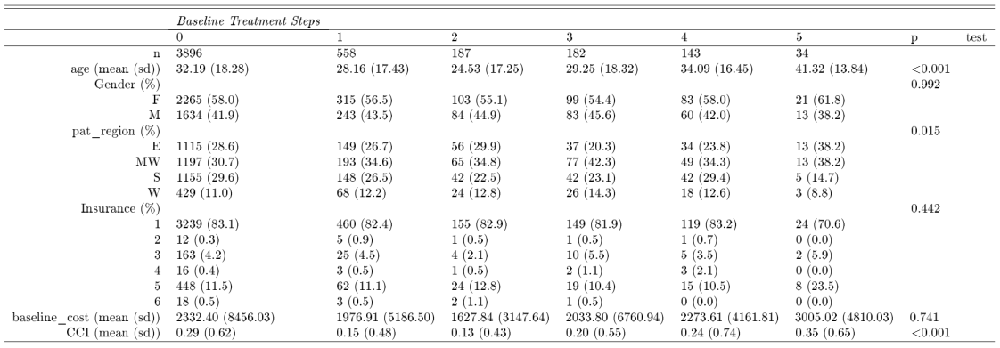 Baseline Treatment Steps
0 1 2 3 4 5 p test
n 3896 558 187 182 143 34
age (mean (sd)) 32.19 (18.28) 28.16 (17.43) 24.53 (17.25) 29.25 (18.32) 34.09 (16.45) 41.32 (13.84) <0.001
Gender (%) 0.992
F 2265 (58.0) 315 (56.5) 103 (55.1) 99 (54.4) 83 (58.0) 21 (61.8)
M 1634 (41.9) 243 (43.5) 84 (44.9) 83 (45.6) 60 (42.0) 13 (38.2)
pat_region (%) 0.015
E 1115 (28.6) 149 (26.7) 56 (29.9) 37 (20.3) 34 (23.8) 13 (38.2)
MW 1197 (30.7) 193 (34.6) 65 (34.8) 77 (42.3) 49 (34.3) 13 (38.2)
S 1155 (29.6) 148 (26.5) 42 (22.5) 42 (23.1) 42 (29.4) 5 (14.7)
W 429 (11.0) 68 (12.2) 24 (12.8) 26 (14.3) 18 (12.6) 3 (8.8)
Insurance (%) 0.442
1 3239 (83.1) 460 (82.4) 155 (82.9) 149 (81.9) 119 (83.2) 24 (70.6)
2 12 (0.3) 5 (0.9) 1 (0.5) 1 (0.5) 1 (0.7) 0 (0.0)
3 163 (4.2) 25 (4.5) 4 (2.1) 10 (5.5) 5 (3.5) 2 (5.9)
4 16 (0.4) 3 (0.5) 1 (0.5) 2 (1.1) 3 (2.1) 0 (0.0)
5 448 (11.5) 62 (11.1) 24 (12.8) 19 (10.4) 15 (10.5) 8 (23.5)
6 18 (0.5) 3 (0.5) 2 (1.1) 1 (0.5) 0 (0.0) 0 (0.0)
baseline_cost (mean (sd)) 2332.40 (8456.03) 1976.91 (5186.50) 1627.84 (3147.64) 2033.80 (6760.94) 2273.61 (4161.81) 3005.02 (4810.03) 0.741
CCI (mean (sd)) 0.29 (0.62) 0.15 (0.48) 0.13 (0.43) 0.20 (0.55) 0.24 (0.74) 0.35 (0.65) <0.001